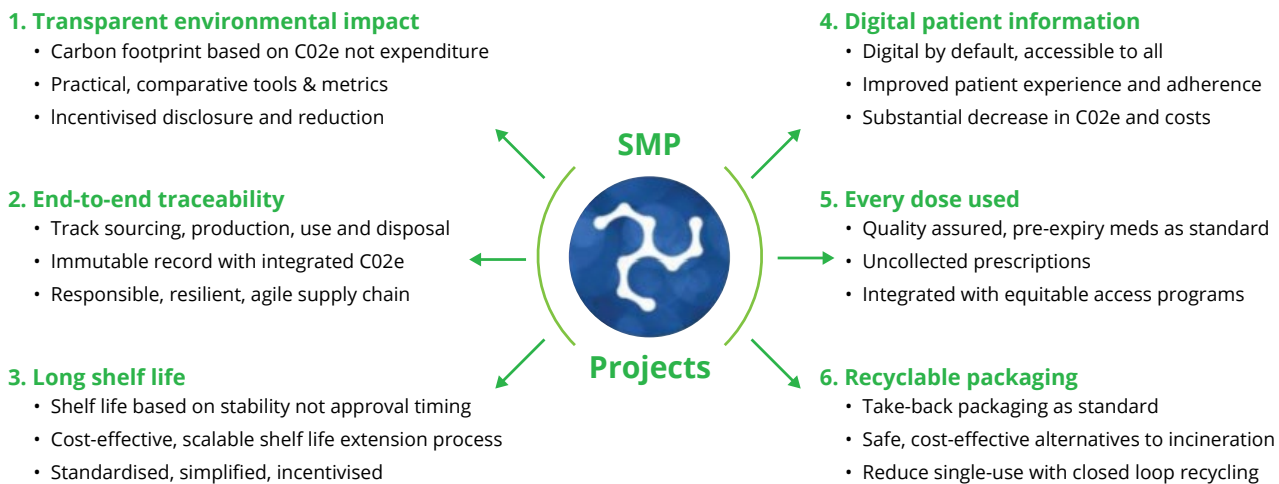 1. Transparent environmental impact
• Carbon footprint based on C02e not expenditure
• Practical, comparative tools & metrics
• Incentivised disclosure and reduction
2. End-to-end traceability
• Track sourcing, production, use and disposal
• Immutable record with integrated C02e
• Responsible, resilient, agile supply chain
3. Long shelf life
• Shelf life based on stability not approval timing
• Cost-effective, scalable shelf life extension process
• Standardised, simplified, incentivised
SMP
Projects
4. Digital patient information
• Digital by default, accessible to all
• Improved patient experience and adherence
• Substantial decrease in C02e and costs
5. Every dose used
• Quality assured, pre-expiry meds as standard
• Uncollected prescriptions
• Integrated with equitable access programs
6. Recyclable packaging
• Take-back packaging as standard
• Safe, cost-effective alternatives to incineration
• Reduce single-use with closed loop recycling